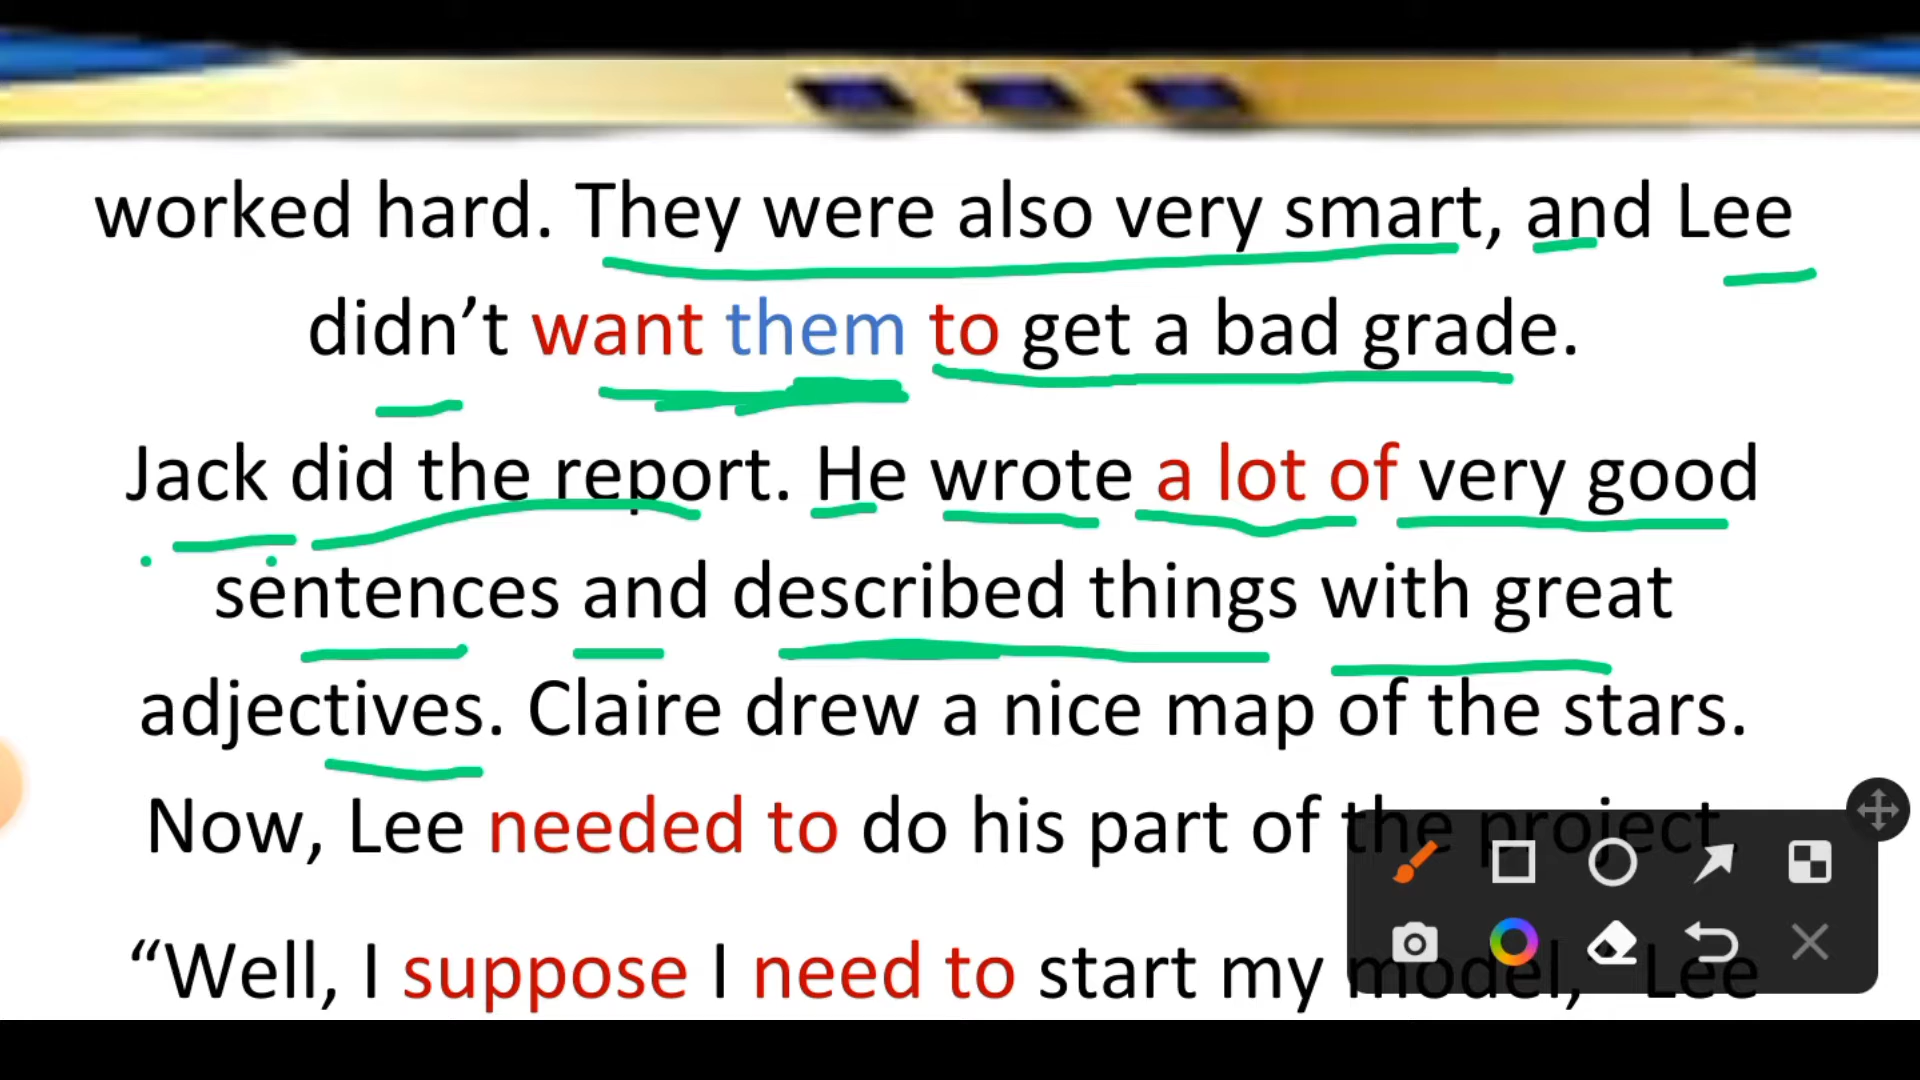 worked hard. They were also very smart, and Lee
didn’t want them to get a bad grade.
Jack did the report. He wrote a lot of very good
sentences and described things with great
adjectives. Claire drew a nice map of the stars.
Now, Lee needed to do his part of the project.
“Well, I suppose I need to start my model,” Lee